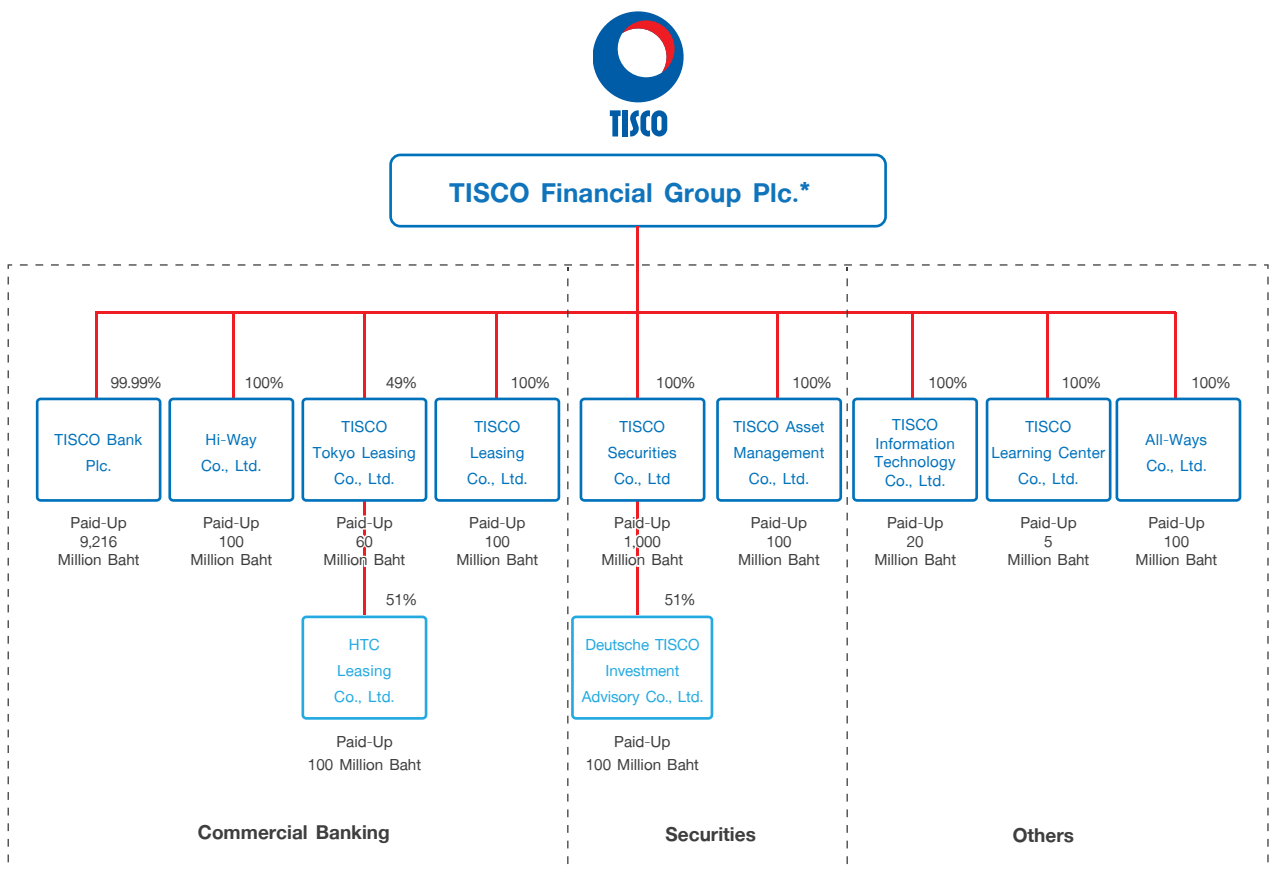 TISCO
TISCO Financial Group Plc.*
99.99%
100%
49%
100%
100%
100%
100%
100%
100%
TISCO Bank
Plc.
Hi-Way
Co., Ltd.
TISCO
Tokyo Leasing
Co., Ltd.
TISCO
Leasing
Co., Ltd.
TISCO
Securities
Co., Ltd
TISCO Asset
Management
Co., Ltd.
TISCO
Information
Technology
Co., Ltd.
TISCO
Learning Center
Co., Ltd.
All-Ways
Co., Ltd.
Paid-Up
9,216
Million Baht
Paid-Up
100
Million Baht
Paid-Up
60
Million Baht
Paid-Up
100
Million Baht
Paid-Up
1,000
Million Baht
Paid-Up
100
Million Baht
Paid-Up
20
Million Baht
Paid-Up
5
Million Baht
Paid-Up
100
Million Baht
51%
51%
HTC
Leasing
Co., Ltd.
Deutsche TISCO
Investment
Advisory Co., Ltd.
Paid-Up
100 Million Baht
Paid-Up
100 Million Baht
Commercial Banking
Securities
Others